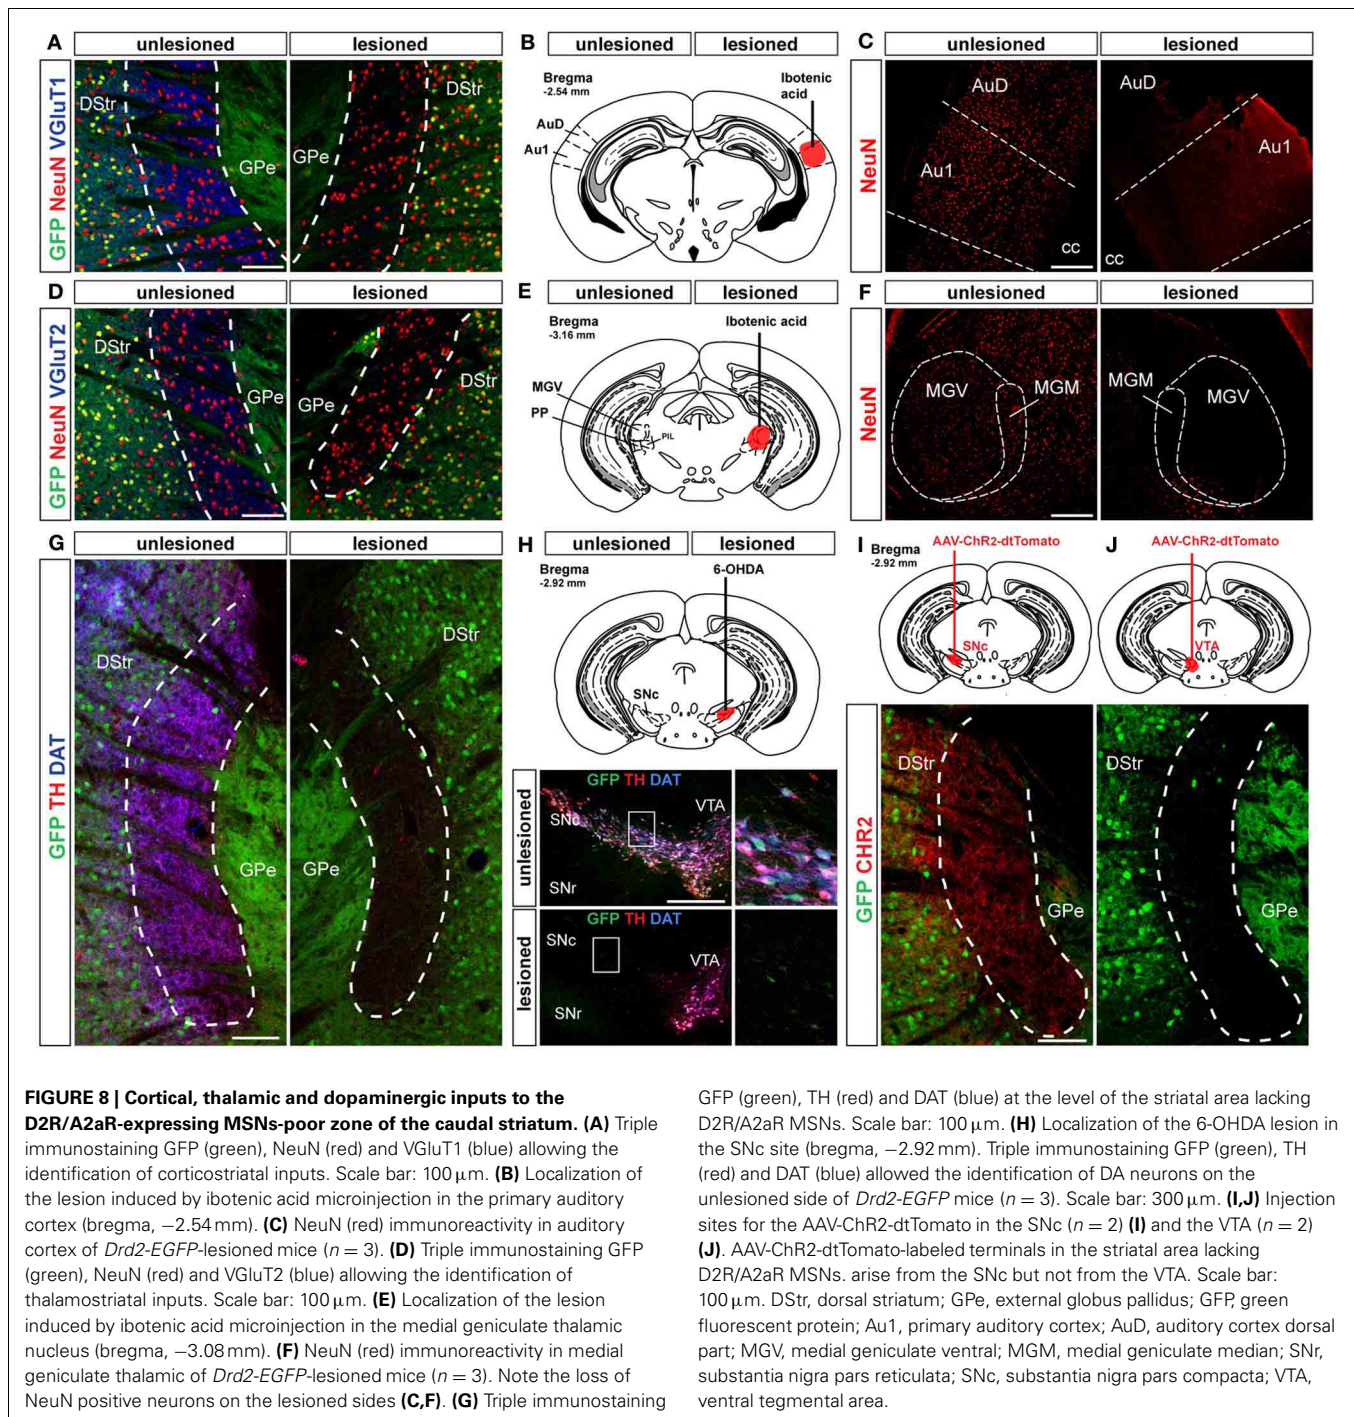 A
unlesioned
lesioned
GFP NeuN VGluT1
DStr
GPe
DStr
GPe
B
unlesioned
lesioned
Bregma
-2.54 mm
Ibotenic
acid
AuD
Au1
C
unlesioned
lesioned
NeuN
AuD
Au1
cc
AuD
Au1
cc
D
unlesioned
lesioned
GFP NeuN VGluT2
DStr
GPe
GPe
DStr
E
unlesioned
lesioned
Bregma
-3.16 mm
Ibotenic acid
MGV
PP
PIL
F
unlesioned
lesioned
NeuN
MGV
MGM
MGM
MGV
G
unlesioned
lesioned
GFP TH DAT
DStr
GPe
DStr
GPe
H
unlesioned
lesioned
Bregma
-2.92 mm
6-OHDA
SNc
unlesioned
GFP TH DAT
SNc
VTA
SNr
lesioned
GFP TH DAT
SNc
VTA
SNr
I
Bregma
-2.92 mm
AAV-ChR2-dtTomato
SNc
J
AAV-ChR2-dtTomato
VTA
GFP CHR2
DStr
GPe
DStr
GPe
FIGURE 8 | Cortical, thalamic and dopaminergic inputs to the
D2R/A2aR-expressing MSNs-poor zone of the caudal striatum. (A) Triple
immunostaining GFP (green), NeuN (red) and VGluT1 (blue) allowing the
identification of corticostriatal inputs. Scale bar: 100 μm. (B) Localization of
the lesion induced by ibotenic acid microinjection in the primary auditory
cortex (bregma, −2.54 mm). (C) NeuN (red) immunoreactivity in auditory
cortex of Drd2-EGFP-lesioned mice (n = 3). (D) Triple immunostaining GFP
(green), NeuN (red) and VGluT2 (blue) allowing the identification of
thalamostriatal inputs. Scale bar: 100 μm. (E) Localization of the lesion
induced by ibotenic acid microinjection in the medial geniculate thalamic
nucleus (bregma, −3.08 mm). (F) NeuN (red) immunoreactivity in medial
geniculate thalamic of Drd2-EGFP-lesioned mice (n = 3). Note the loss of
NeuN positive neurons on the lesioned sides (C,F). (G) Triple immunostaining
GFP (green), TH (red) and DAT (blue) at the level of the striatal area lacking
D2R/A2aR MSNs. Scale bar: 100 μm. (H) Localization of the 6-OHDA lesion in
the SNc site (bregma, −2.92 mm). Triple immunostaining GFP (green), TH
(red) and DAT (blue) allowed the identification of DA neurons on the
unlesioned side of Drd2-EGFP mice (n = 3). Scale bar: 300 μm. (I,J) Injection
sites for the AAV-ChR2-dtTomato in the SNc (n = 2) (I) and the VTA (n = 2)
(J). AAV-ChR2-dtTomato-labeled terminals in the striatal area lacking
D2R/A2aR MSNs. arise from the SNc but not from the VTA. Scale bar:
100 μm. DStr, dorsal striatum; GPe, external globus pallidus; GFP, green
fluorescent protein; Au1, primary auditory cortex; AuD, auditory cortex dorsal
part; MGV, medial geniculate ventral; MGM, medial geniculate median; SNr,
substantia nigra pars reticulata; SNc, substantia nigra pars compacta; VTA,
ventral tegmental area.